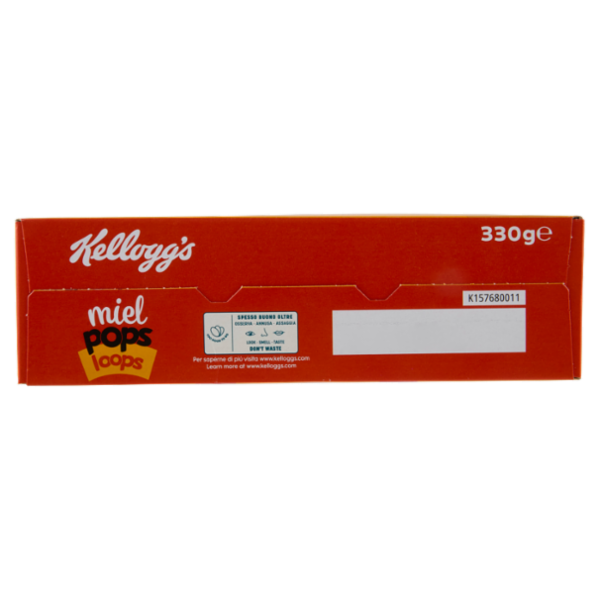 Kellogg's
330g℮
K157680011
miel
pops
loops
SPESSO BUONO OLTRE
OSSERVA · ANNUSA · ASSAGGIA
LOOK · SMELL · TASTE
DON'T WASTE
Per saperne di più visita www.kelloggs.com
Learn more at www.kelloggs.com